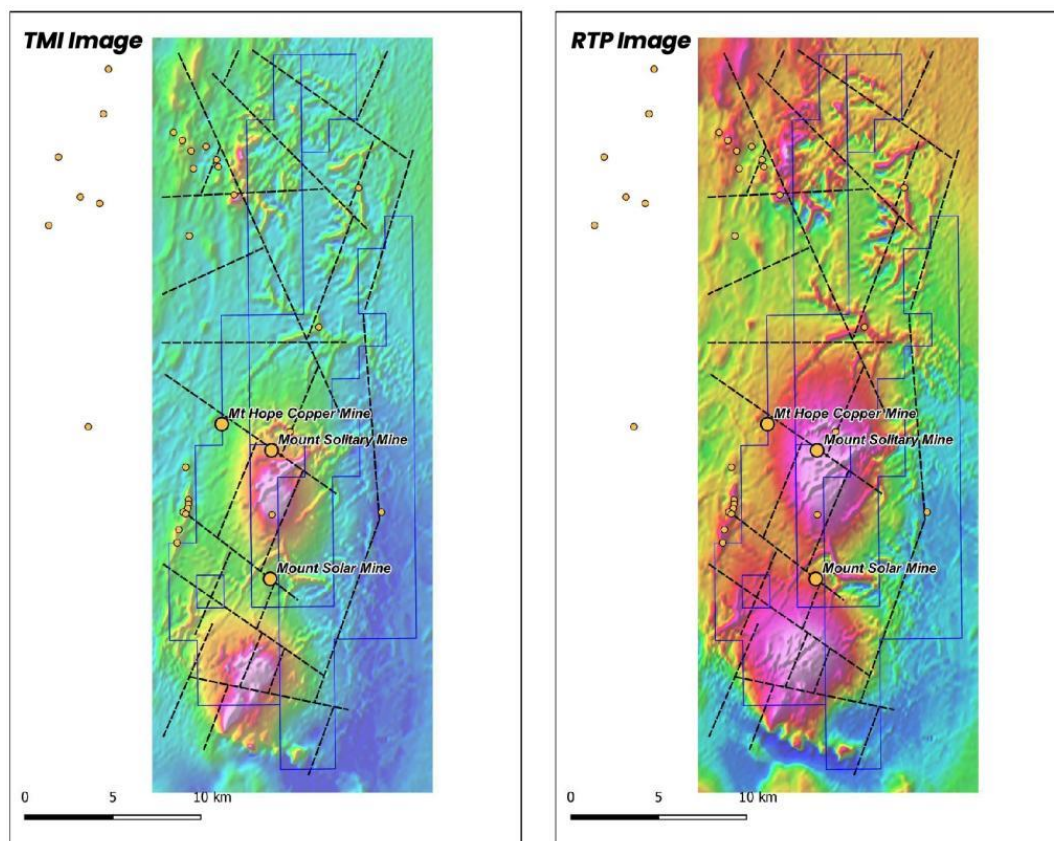 TMI Image
Mt Hope Copper Mine
Mount Solitary Mine
Mount Solar Mine
0 5 10 km
RTP Image
Mt Hope Copper Mine
Mount Solitary Mine
Mount Solar Mine
0 5 10 km